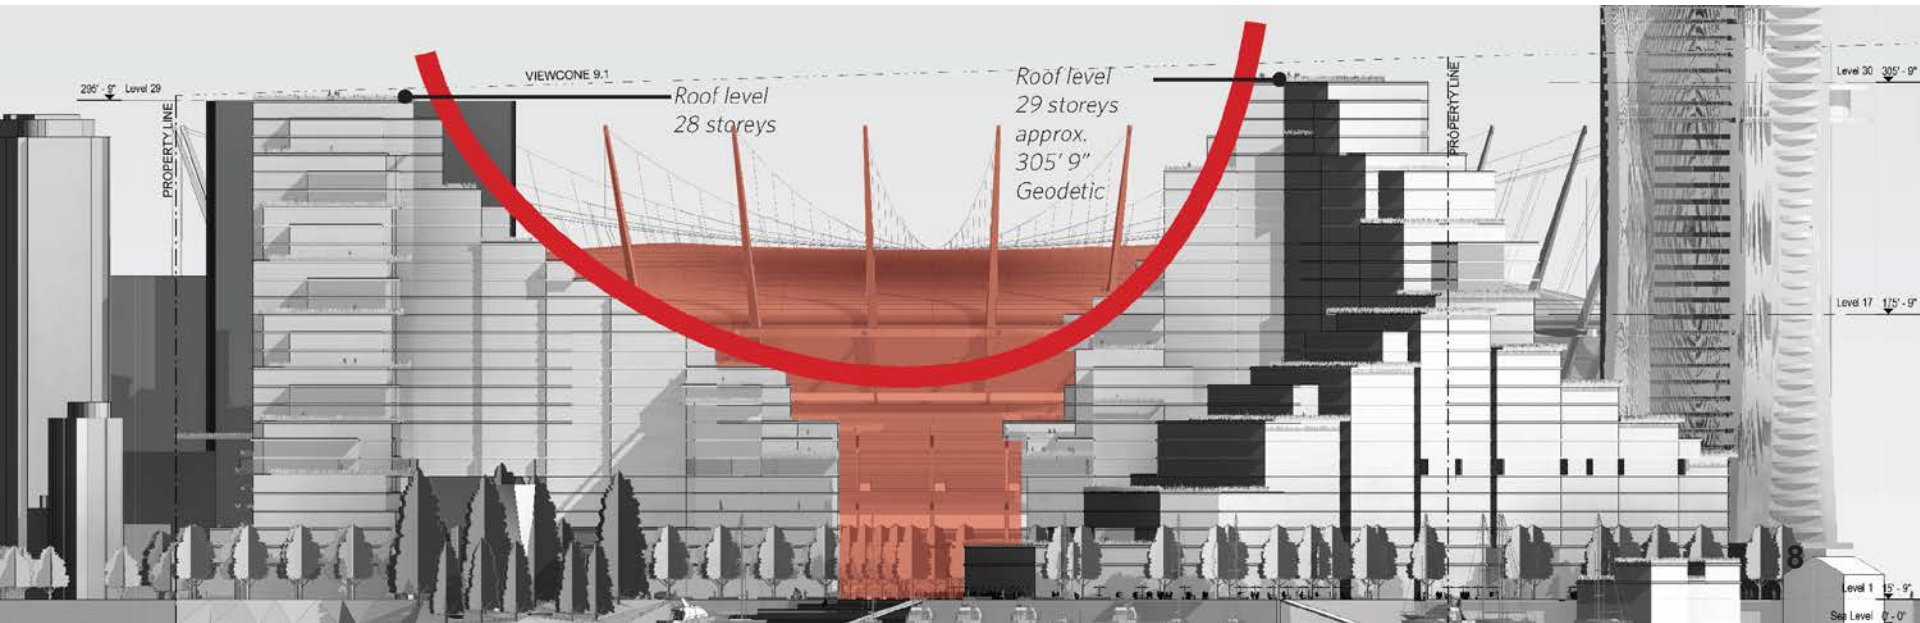 VIEWCONE 9.1
295' - 9" Level 29
PROPERTY LINE
Roof level
28 storeys
Roof level
29 storeys
approx.
305' 9"
Geodetic
PROPERTY LINE
Level 30 305' - 9"
Level 17 175' - 9"
8
Level 1 15' - 9"
Sea Level 0' - 0"